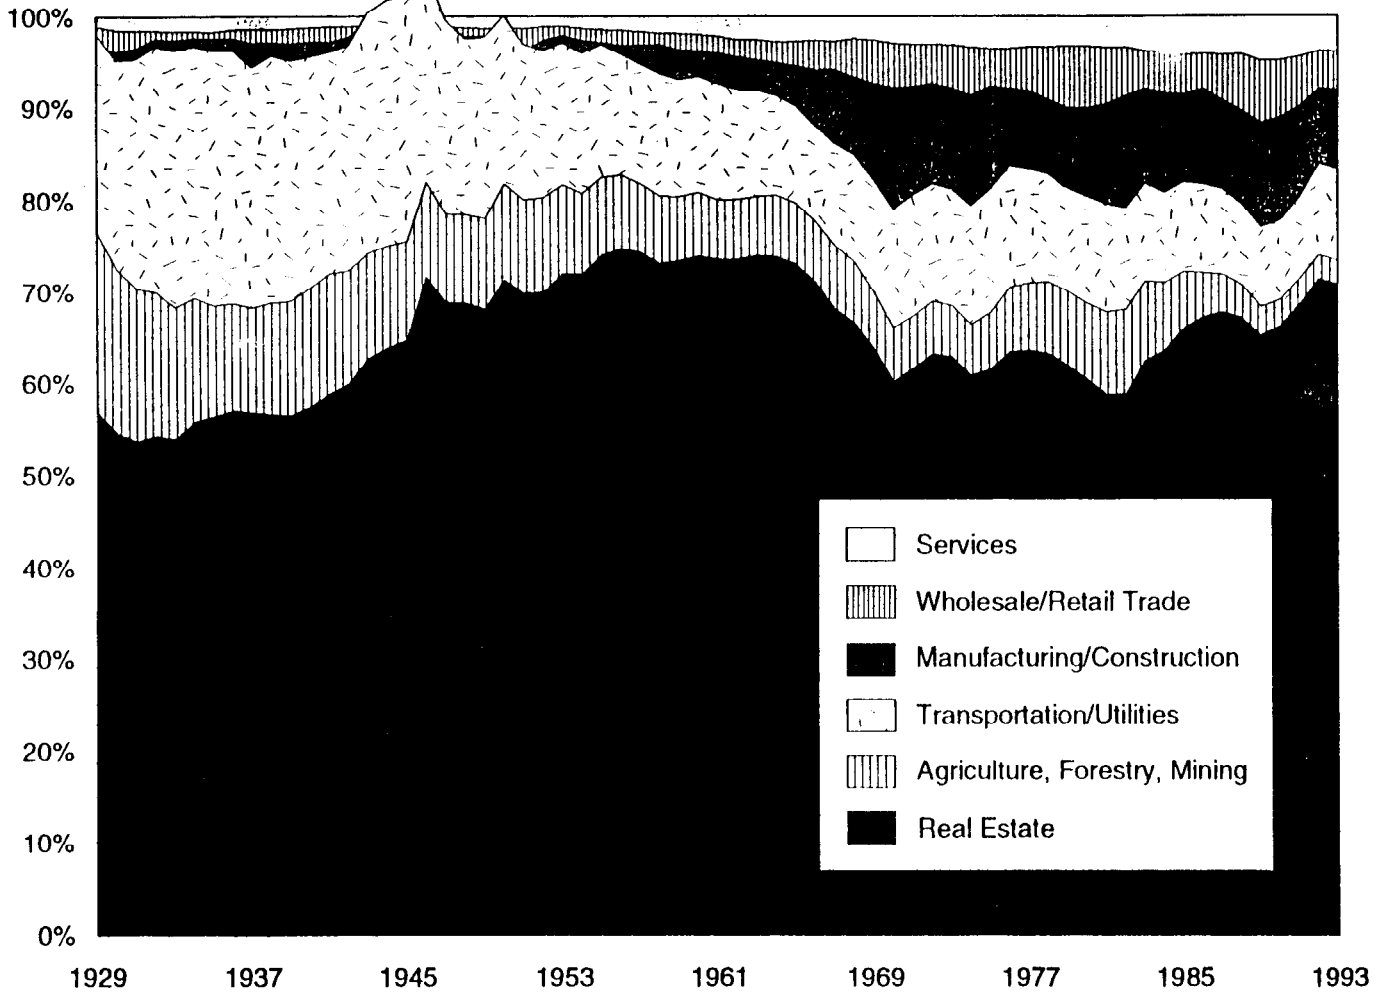 100%
90%
80%
70%
60%
50%
40%
30%
20%
10%
0%
Services
Wholesale/Retail Trade
Manufacturing/Construction
Transportation/Utilities
Agriculture, Forestry, Mining
Real Estate
1929 1937 1945 1953 1961 1969 1977 1985 1993